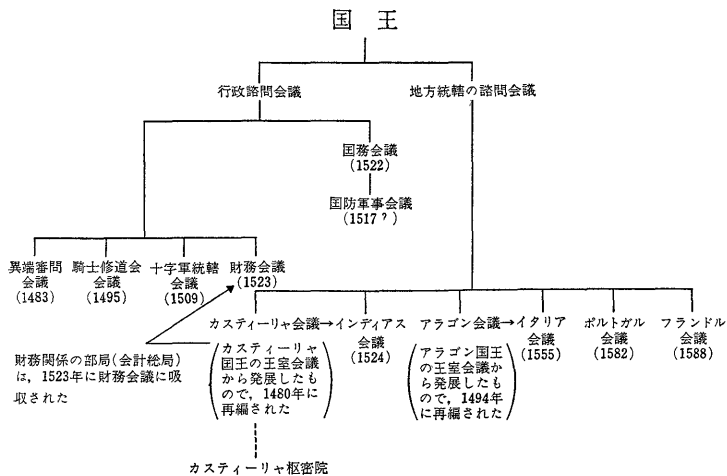 国 王
行政諮問会議
地方統轄の諮問会議
国務会議
(1522)
国防軍事会議
(1517?)
異端審問
会議
(1483)
騎士修道会
会議
(1495)
十字軍統轄
会議
(1509)
財務会議
(1523)
カスティーリャ会議→インディアス
会議
(1524)
アラゴン会議→イタリア
会議
(1555)
ポルトガル
会議
(1582)
フランドル
会議
(1588)
財務関係の部局(会計総局)
は,1523年に財務会議に吸
収された
(カスティーリャ
国王の王室会議
から発展したも
ので,1480年に
再編された)
(アラゴン国王
の王室会議か
ら発展したも
ので,1494年
に再編された)
カスティーリャ枢密院